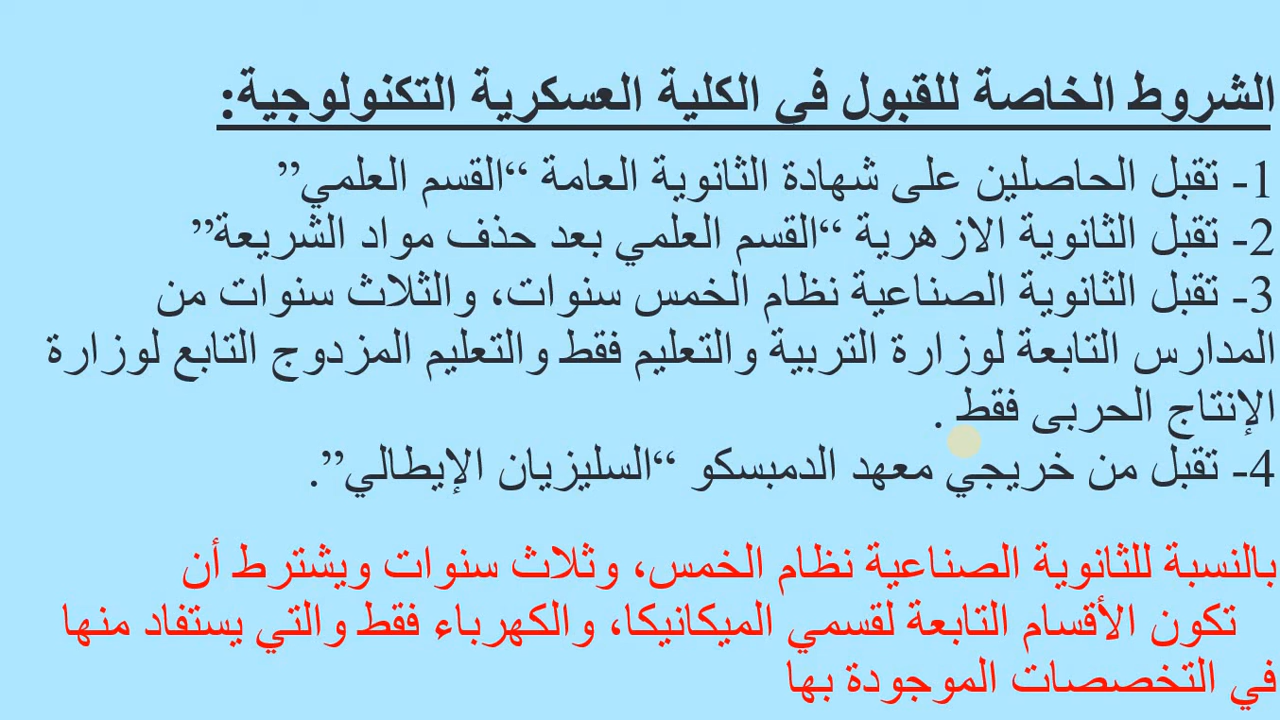 الشروط الخاصة للقبول في الكلية العسكرية التكنولوجية:
1- تقبل الحاصلين على شهادة الثانوية العامة “القسم العلمي”
2- تقبل الثانوية الازهرية “القسم العلمي بعد حذف مواد الشريعة”
3- تقبل الثانوية الصناعية نظام الخمس سنوات، والثلاث سنوات من
المدارس التابعة لوزارة التربية والتعليم فقط والتعليم المزدوج التابع لوزارة
الإنتاج الحربى فقط .
4- تقبل من خريجي معهد الدمبسكو “السليزيان الإيطالي”.
بالنسبة للثانوية الصناعية نظام الخمس، وثلاث سنوات ويشترط أن
تكون الأقسام التابعة لقسمي الميكانيكا، والكهرباء فقط والتي يستفاد منها
في التخصصات الموجودة بها